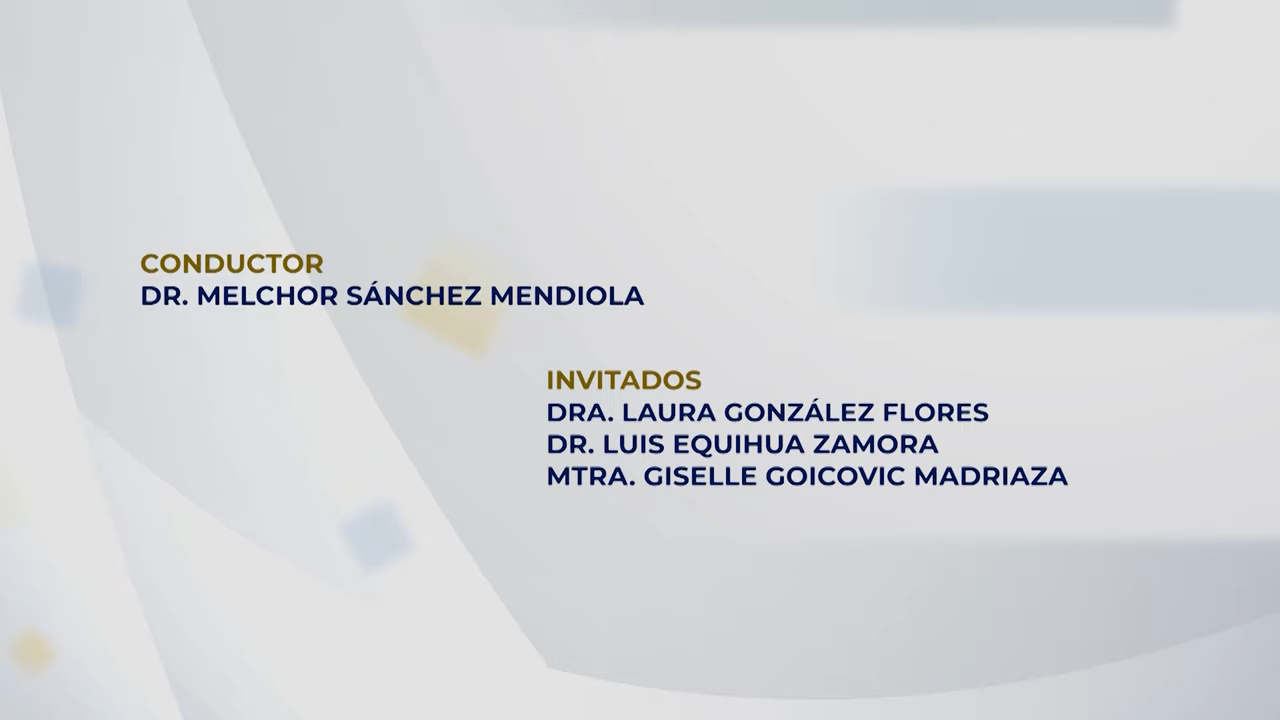 CONDUCTOR
DR. MELCHOR SÁNCHEZ MENDIOLA
INVITADOS
DRA. LAURA GONZÁLEZ FLORES
DR. LUIS EQUIHUA ZAMORA
MTRA. GISELLE GOICOVIC MADRIAZA